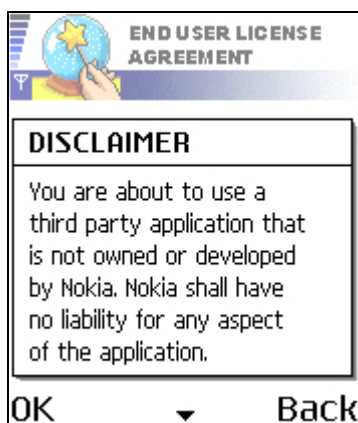 END USER LICENSE
AGREEMENT
DISCLAIMER
You are about to use a
third party application that
is not owned or developed
by Nokia. Nokia shall have
no liability for any aspect
of the application.
OK Back